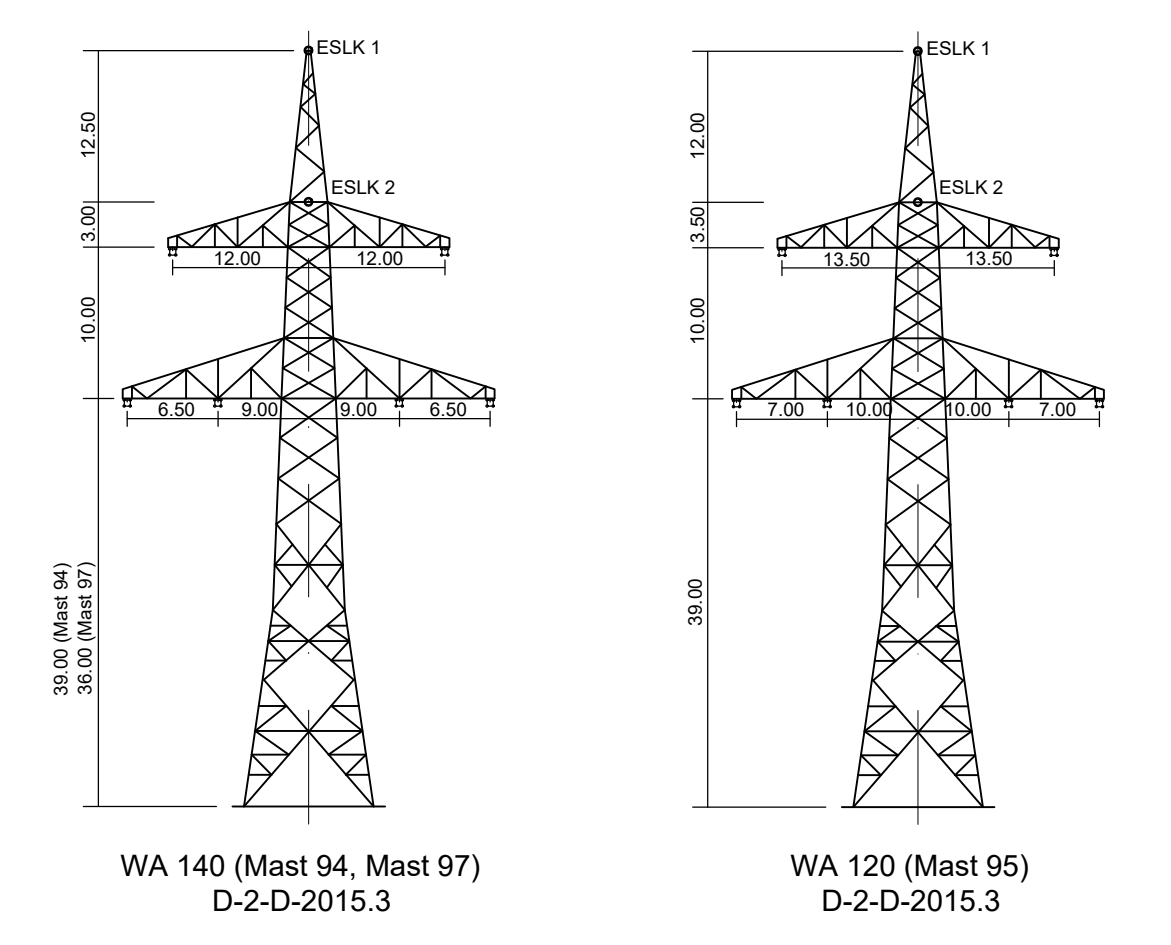 ESLK 1
12.50
ESLK 2
3.00
12.00 12.00
10.00
6.50 9.00 9.00 6.50
39.00 (Mast 94)
36.00 (Mast 97)
WA 140 (Mast 94, Mast 97)
D-2-D-2015.3
ESLK 1
12.00
ESLK 2
3.50
13.50 13.50
10.00
7.00 10.00 10.00 7.00
39.00
WA 120 (Mast 95)
D-2-D-2015.3